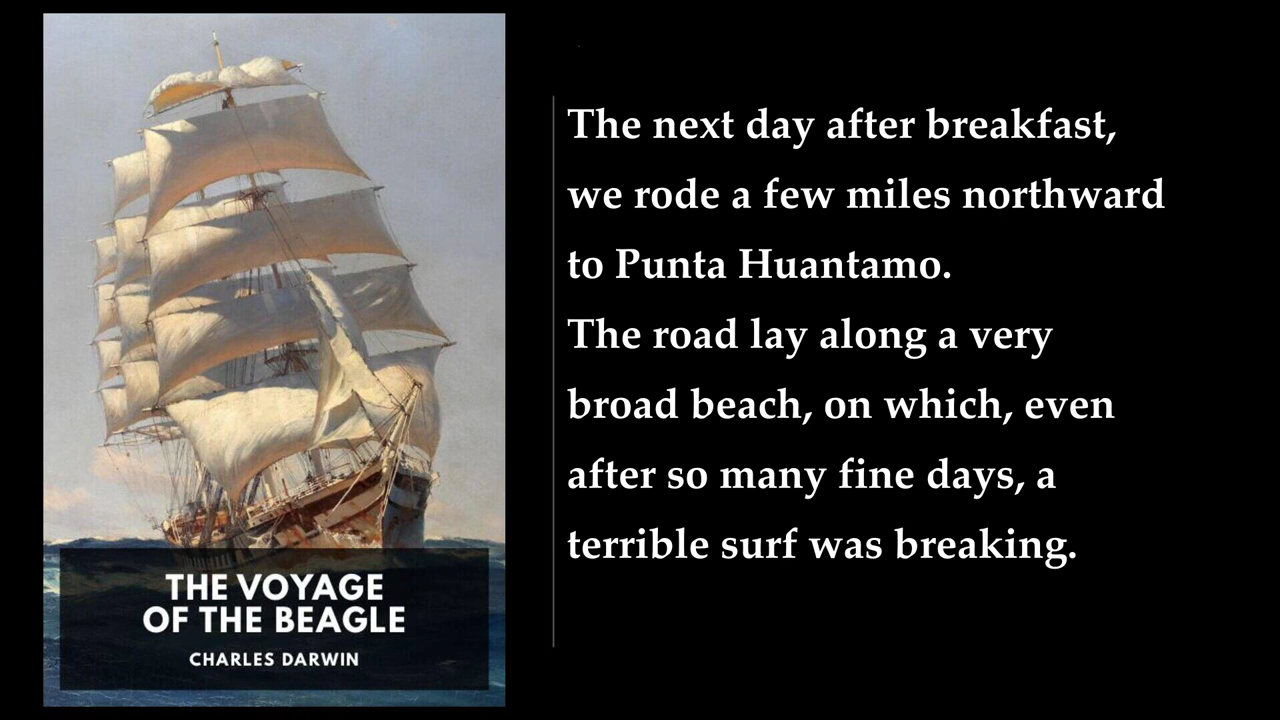 THE VOYAGE
OF THE BEAGLE
CHARLES DARWIN
The next day after breakfast,
we rode a few miles northward
to Punta Huantamo.
The road lay along a very
broad beach, on which, even
after so many fine days, a
terrible surf was breaking.